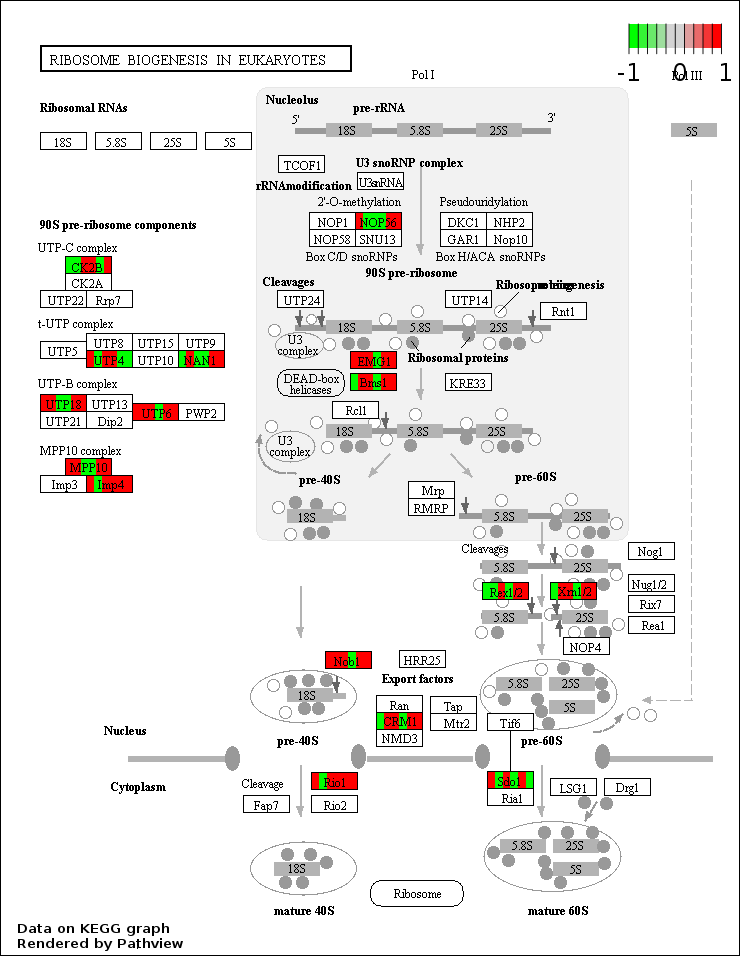 -1 0 1
RIBOSOME BIOGENESIS IN EUKARYOTES
Pol I
Pol III
Ribosomal RNAs
18S 5.8S 25S 5S
Nucleolus
pre-rRNA
5' 3'
18S 5.8S 25S
5S
TCOF1
U3 snoRNP complex
U3snRNA
rRNAmodification
2'-O-methylation
Pseudouridylation
NOP1 NOP56
NOP58 SNU13
DKC1 NHP2
GAR1 Nop10
Box C/D snoRNPs
Box H/ACA snoRNPs
90S pre-ribosome components
UTP-C complex
CK2B
CK2A
UTP22 Rrp7
t-UTP complex
UTP5
UTP8 UTP15 UTP9
UTP4 UTP10 NAN1
UTP-B complex
UTP18 UTP13
UTP21 Dip2
UTP6 PWP2
MPP10 complex
MPP10
Imp3 Imp4
90S pre-ribosome
Cleavages
UTP24
UTP14
Rnt1
18S 5.8S 25S
U3
complex
Ribosomal proteins
EMG1
Bms1
DEAD-box
helicases
KRE33
Rcl1
18S 5.8S 25S
U3
complex
pre-40S
pre-60S
18S
Mrp
RMRP
5.8S 25S
Cleavages
5.8S 25S
Nog1
Nug1/2
Rix7
Rea1
Rex1/2
Xrn1/2
5.8S 25S
NOP4
Nob1
HRR25
18S
Export factors
Ran
CRM1
NMD3
Tap
Mtr2
5.8S 25S
5S
Tif6
Nucleus
pre-40S
pre-60S
Cytoplasm
Cleavage
Fap7
Rio1
Rio2
Sdo1
Ria1
LSG1
Drg1
18S
5.8S 25S
5S
Ribosome
mature 40S
mature 60S
Data on KEGG graph
Rendered by Pathview